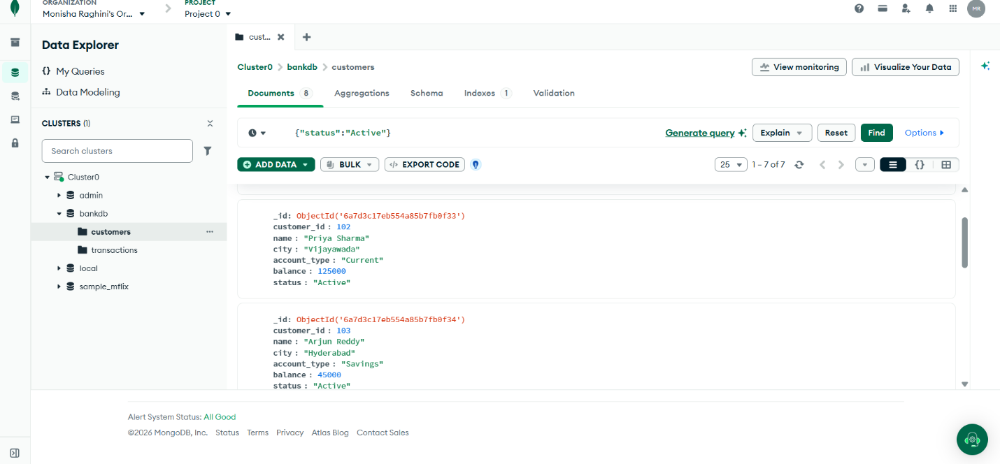 ORGANIZATION
Monisha Raghini's Or...
PROJECT
Project 0
MR
Data Explorer
My Queries
Data Modeling
CLUSTERS (1)
Search clusters
Cluster0
admin
bankdb
customers
transactions
local
sample_mflix
cust...
Cluster0 > bankdb > customers
View monitoring
Visualize Your Data
Documents 8 Aggregations Schema Indexes 1 Validation
{"status":"Active"}
Generate query Explain Reset Find Options
ADD DATA BULK EXPORT CODE 25 1 – 7 of 7
_id: ObjectId('6a7d3c17eb554a85b7fb0f33')
customer_id : 102
name : "Priya Sharma"
city : "Vijayawada"
account_type : "Current"
balance : 125000
status : "Active"
_id: ObjectId('6a7d3c17eb554a85b7fb0f34')
customer_id : 103
name : "Arjun Reddy"
city : "Hyderabad"
account_type : "Savings"
balance : 45000
status : "Active"
Alert System Status: All Good
©2026 MongoDB, Inc. Status Terms Privacy Atlas Blog Contact Sales